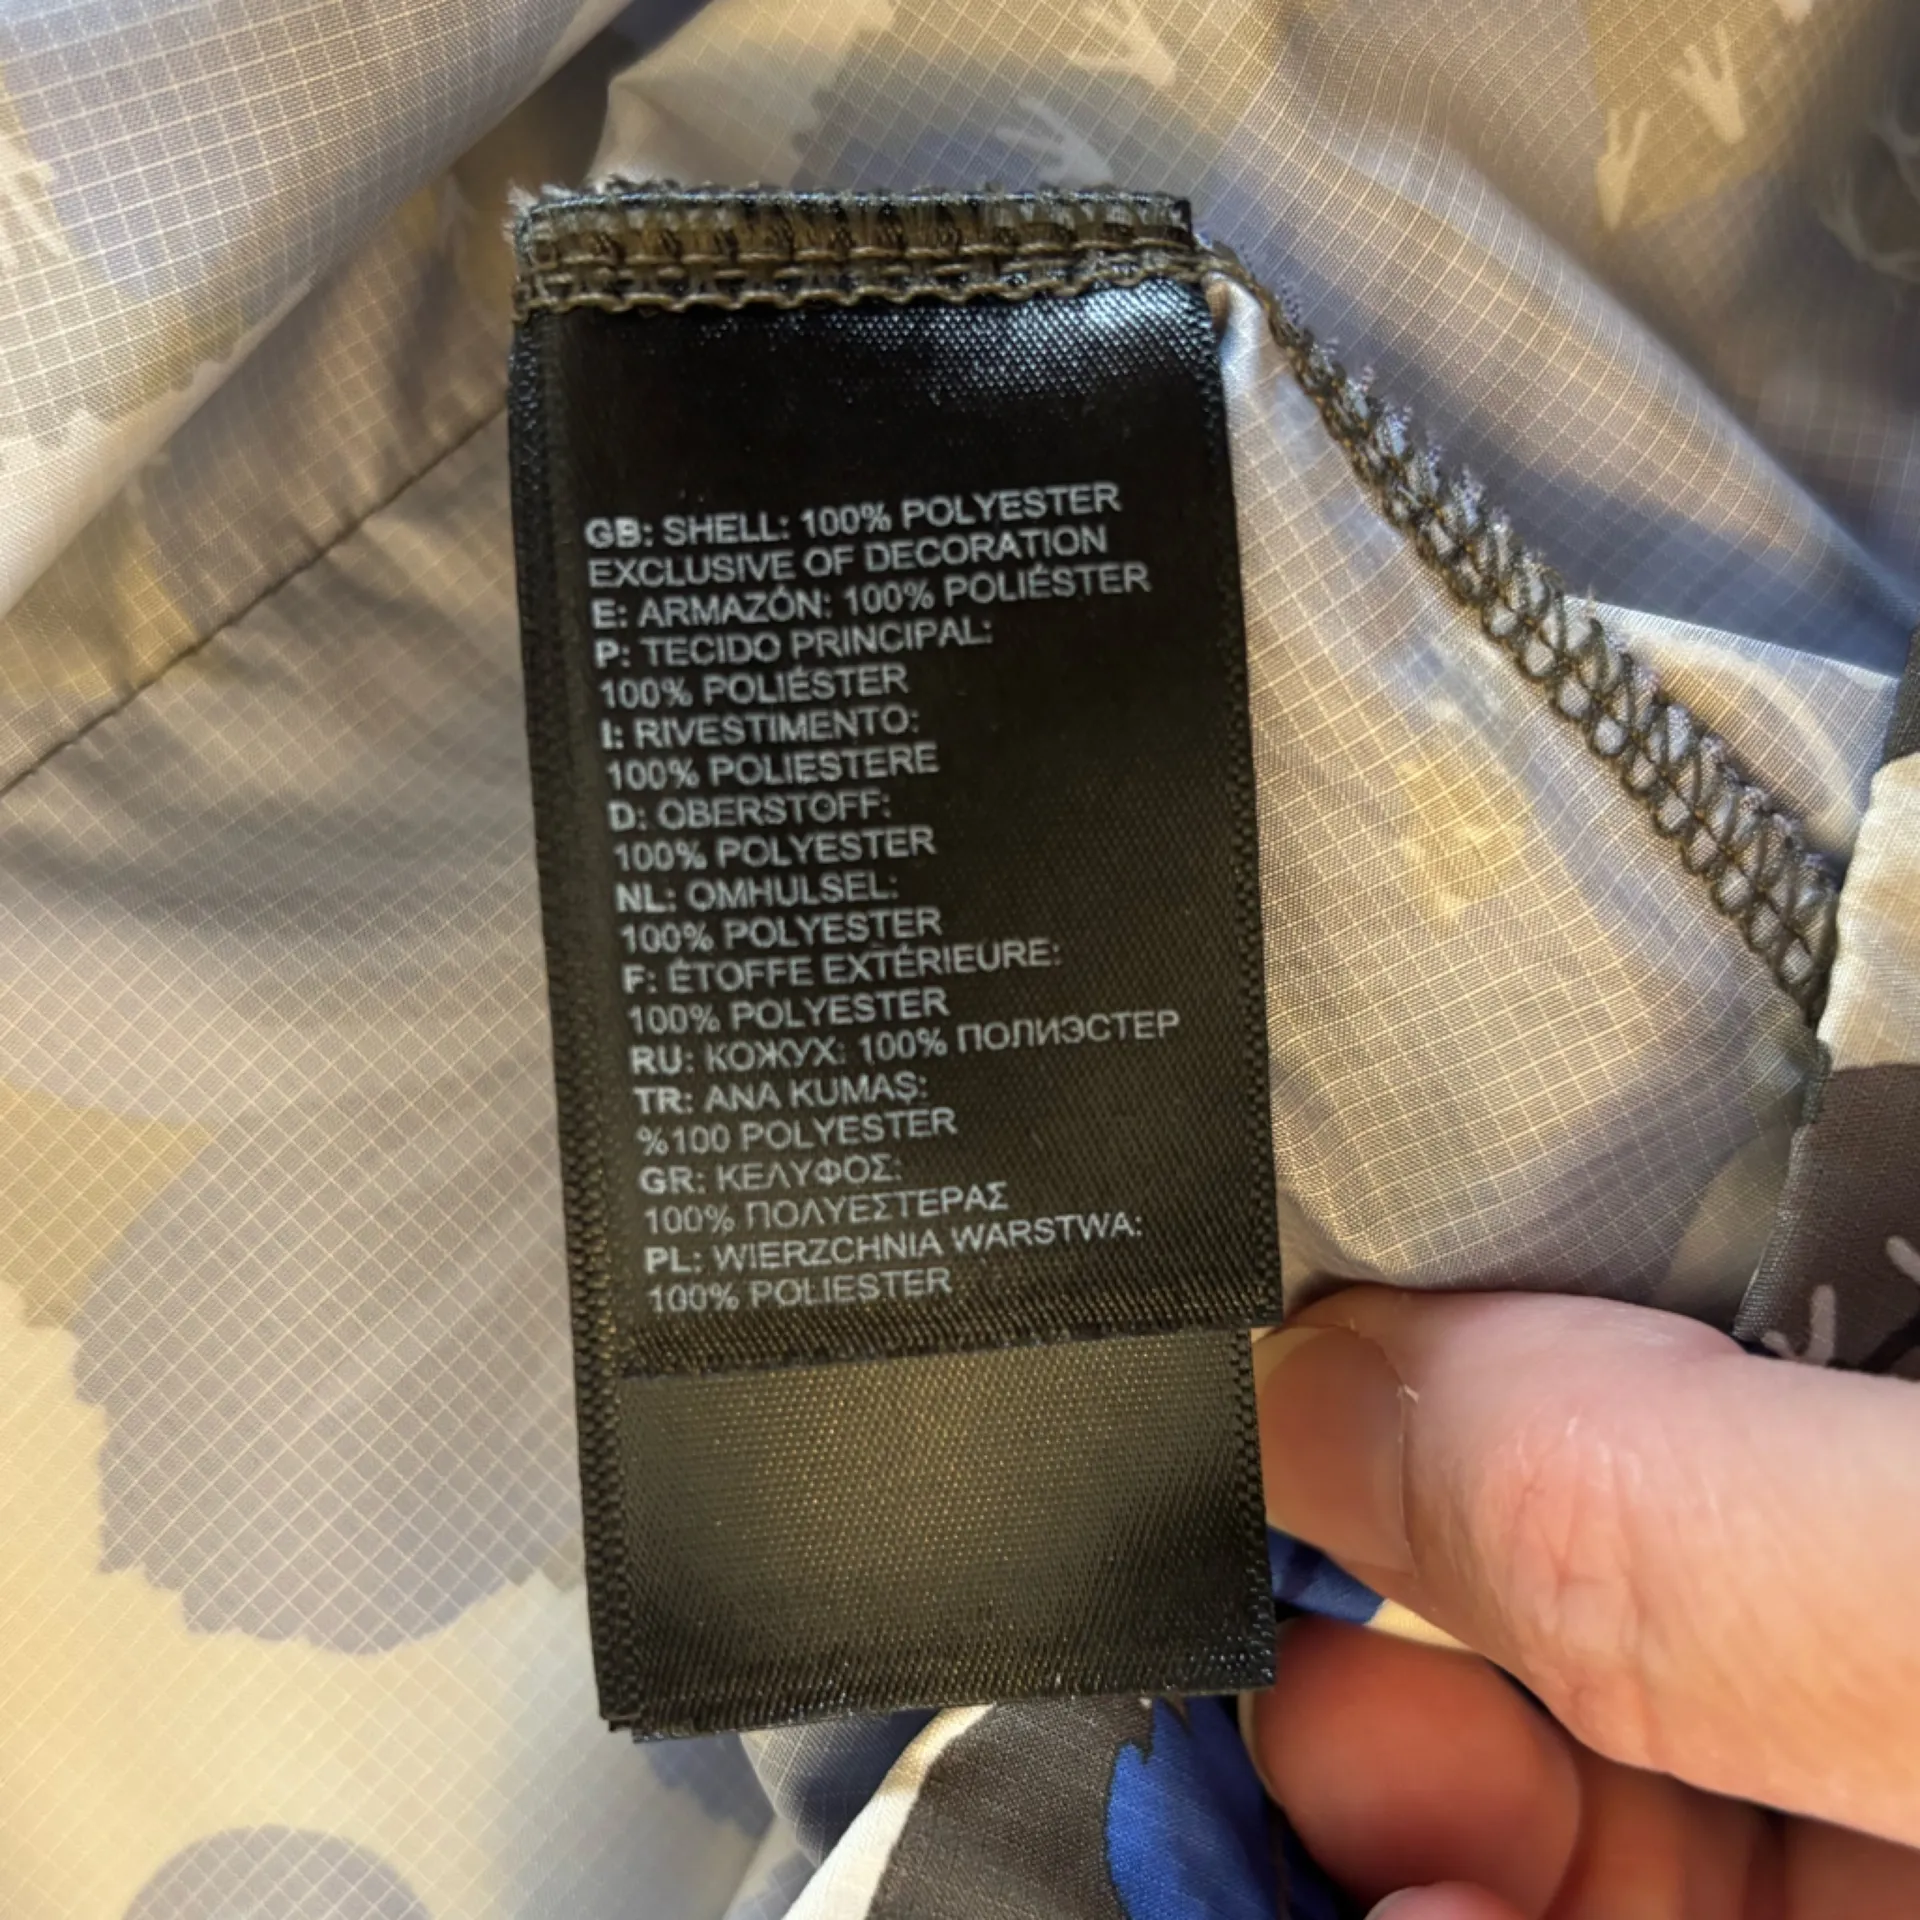 GB: SHELL: 100% POLYESTER
EXCLUSIVE OF DECORATION
E: ARMAZÓN: 100% POLIÉSTER
P: TECIDO PRINCIPAL:
100% POLIÉSTER
I: RIVESTIMENTO:
100% POLIESTERE
D: OBERSTOFF:
100% POLYESTER
NL: OMHULSEL:
100% POLYESTER
F: ÉTOFFE EXTÉRIEURE:
100% POLYESTER
RU: КОЖУХ: 100% ПОЛИЭСТЕР
TR: ANA KUMAŞ:
%100 POLYESTER
GR: ΚΕΛΥΦΟΣ:
100% ΠΟΛΥΕΣΤΕΡΑΣ
PL: WIERZCHNIA WARSTWA:
100% POLIESTER